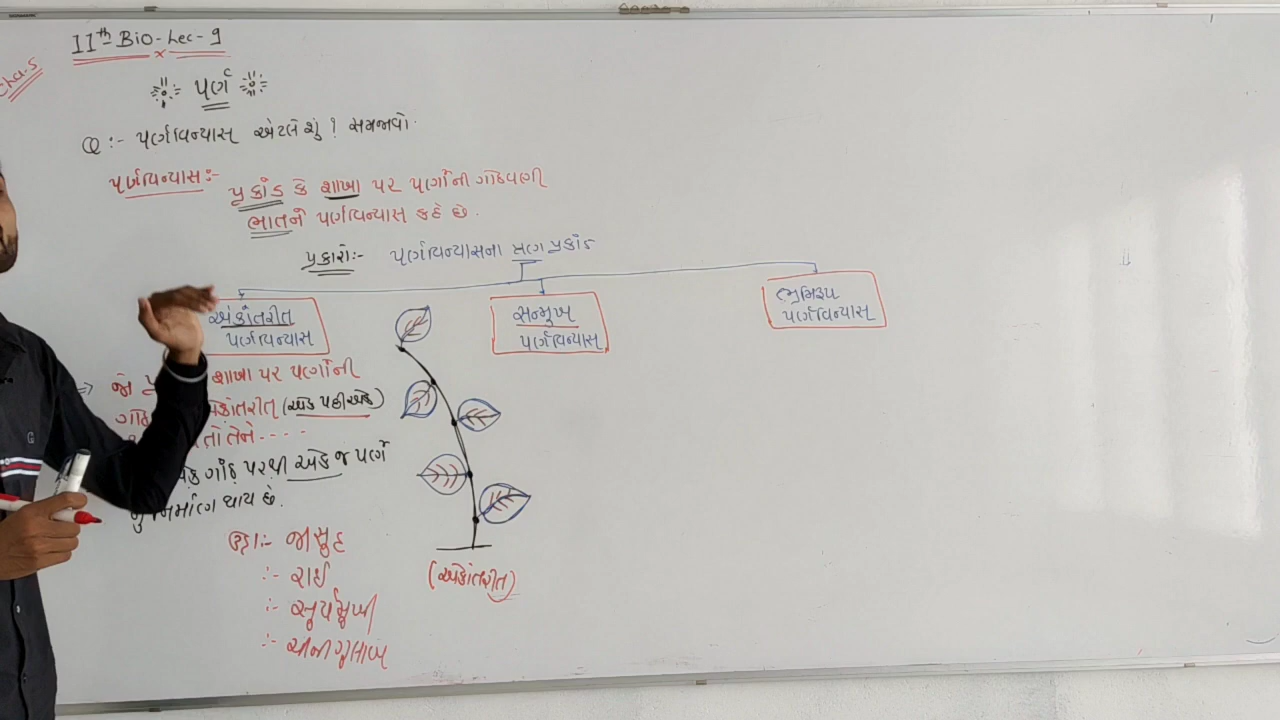 11th Bio-Lec-9
Cha-5
પર્ણ
Q :- પર્ણવિન્યાસ એટલે શું ? સમજાવો.
પર્ણવિન્યાસ:-
પ્રકાંડ કે શાખા પર પર્ણોની ગોઠવણી
ભાતને પર્ણવિન્યાસ કહે છે.
પ્રકારો:- પર્ણવિન્યાસના ત્રણ પ્રકાંડ
એકાંતરીત
પર્ણવિન્યાસ
સન્મુખ
પર્ણવિન્યાસ
ભ્રમિરૂપ
પર્ણવિન્યાસ
=> જો શાખા પર પર્ણોની
એકાંતરીત (એક પછી એક)
તો તેને - - - -
ગાંઠ પરથી એક જ પર્ણ
નું નિર્માણ થાય છે.
ઉદા:- જાસૂદ
:- રાઈ
:- સૂર્યમુખી
:- ચીની ગુલાબ
(એકાંતરીત)